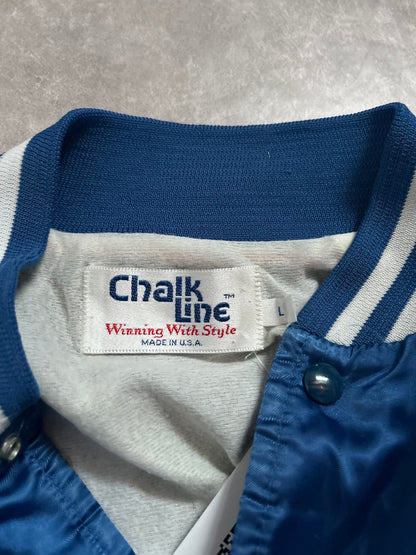 Chalk
Line™
Winning With Style
MADE IN U.S.A.
L